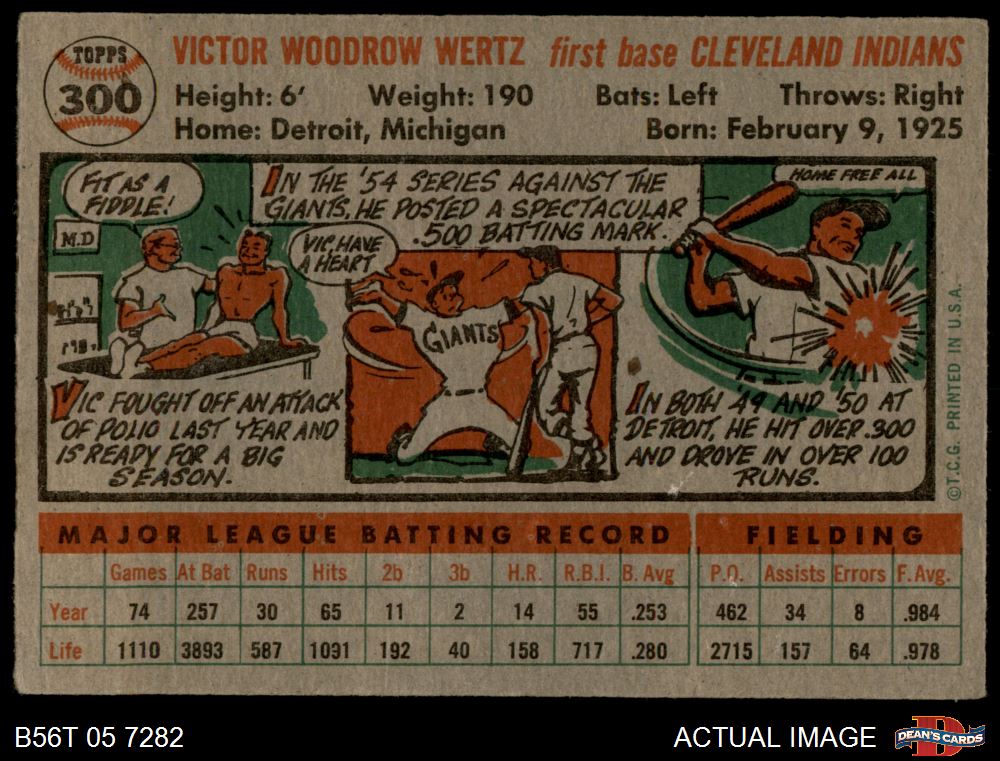 TOPPS
300
VICTOR WOODROW WERTZ first base CLEVELAND INDIANS
Height: 6' Weight: 190 Bats: Left Throws: Right
Home: Detroit, Michigan Born: February 9, 1925
FIT AS A
FIDDLE!
M.D
IN THE '54 SERIES AGAINST THE
GIANTS, HE POSTED A SPECTACULAR
.500 BATTING MARK.
VIC, HAVE
A HEART
GIANTS
HOME FREE ALL
VIC FOUGHT OFF AN ATTACK
OF POLIO LAST YEAR AND
IS READY FOR A BIG
SEASON.
IN BOTH '49 AND '50 AT
DETROIT, HE HIT OVER .300
AND DROVE IN OVER 100
RUNS.
©T.C.G. PRINTED IN U.S.A.
MAJOR LEAGUE BATTING RECORD FIELDING
Games At Bat Runs Hits 2b 3b H.R. R.B.I. B. Avg P.O. Assists Errors F. Avg.
Year 74 257 30 65 11 2 14 55 .253 462 34 8 .984
Life 1110 3893 587 1091 192 40 158 717 .280 2715 157 64 .978
B56T 05 7282 ACTUAL IMAGE
DEAN'S CARDS